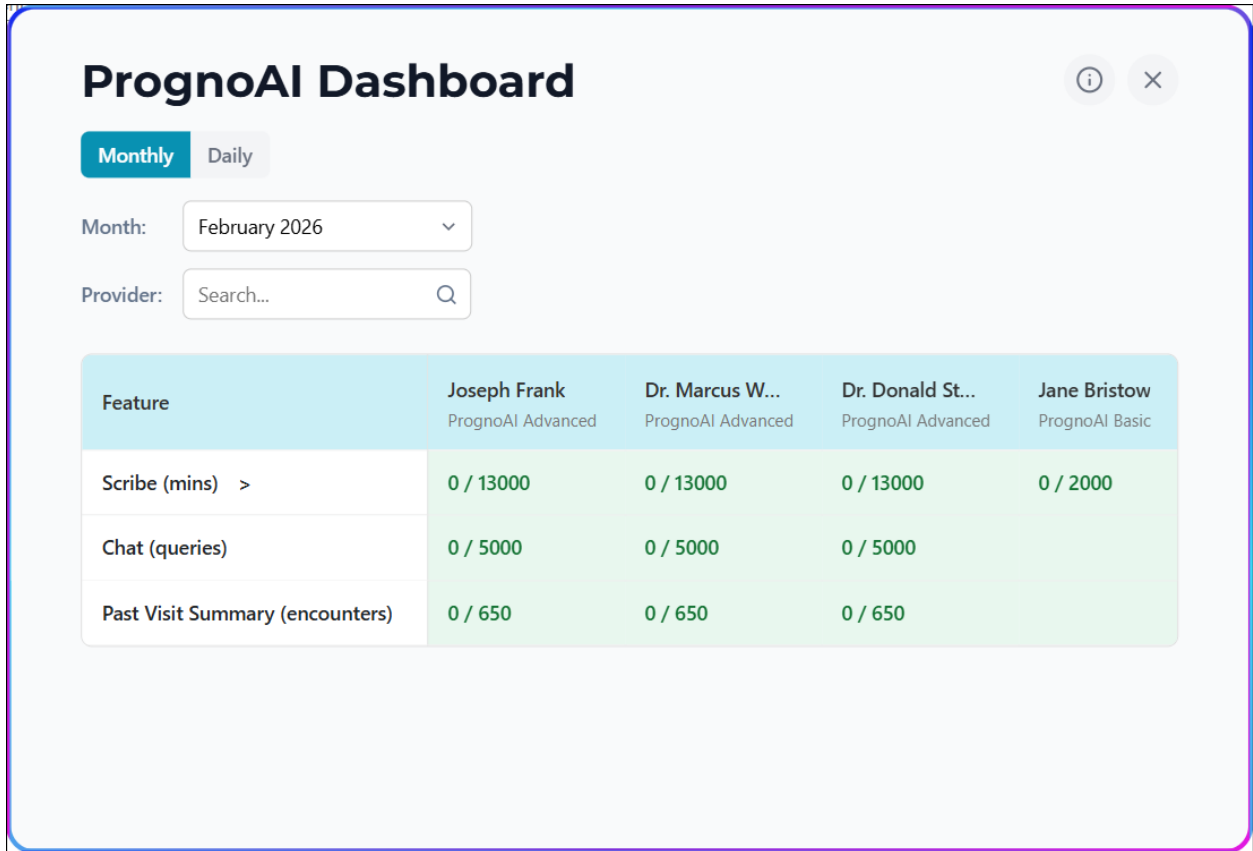 PrognoAI Dashboard
Monthly Daily
Month: February 2026
Provider: Search...
Feature Joseph Frank Dr. Marcus W... Dr. Donald St... Jane Bristow
PrognoAI Advanced PrognoAI Advanced PrognoAI Advanced PrognoAI Basic
Scribe (mins) > 0 / 13000 0 / 13000 0 / 13000 0 / 2000
Chat (queries) 0 / 5000 0 / 5000 0 / 5000
Past Visit Summary (encounters) 0 / 650 0 / 650 0 / 650